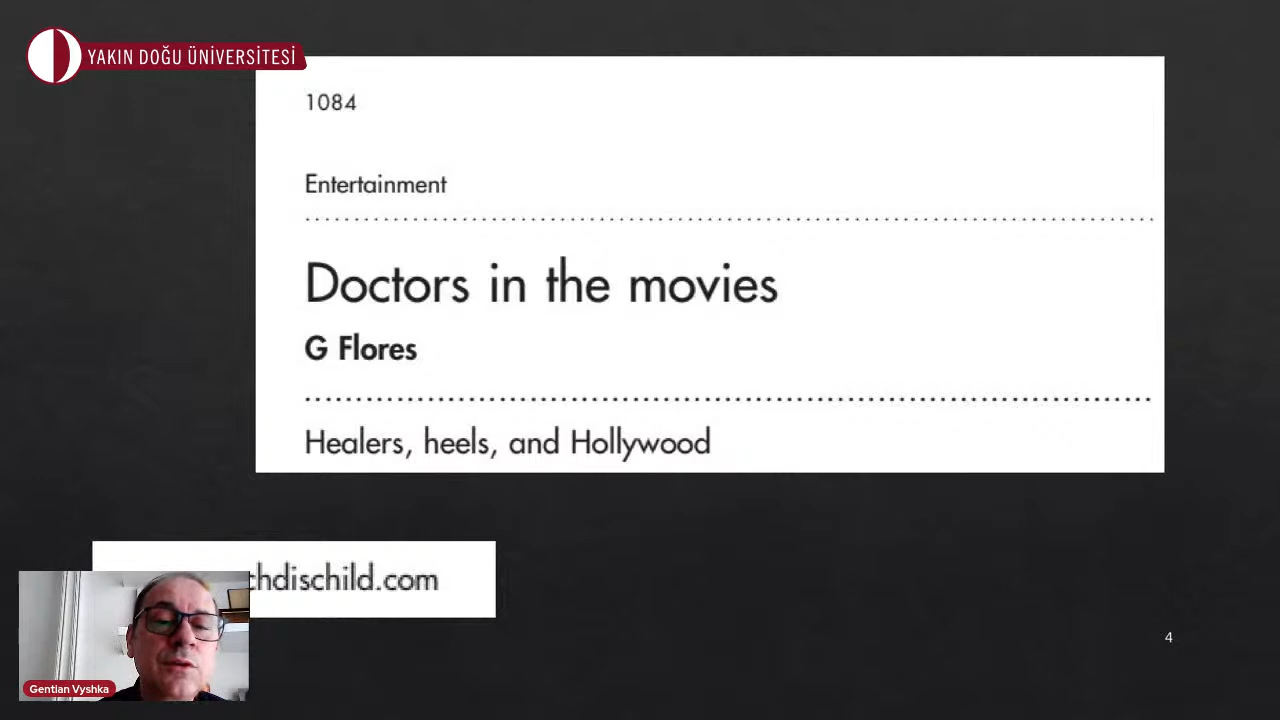 YAKIN DOĞU ÜNİVERSİTESİ
1084
Entertainment
Doctors in the movies
G Flores
Healers, heels, and Hollywood
chdischild.com
4
Gentian Vyshka